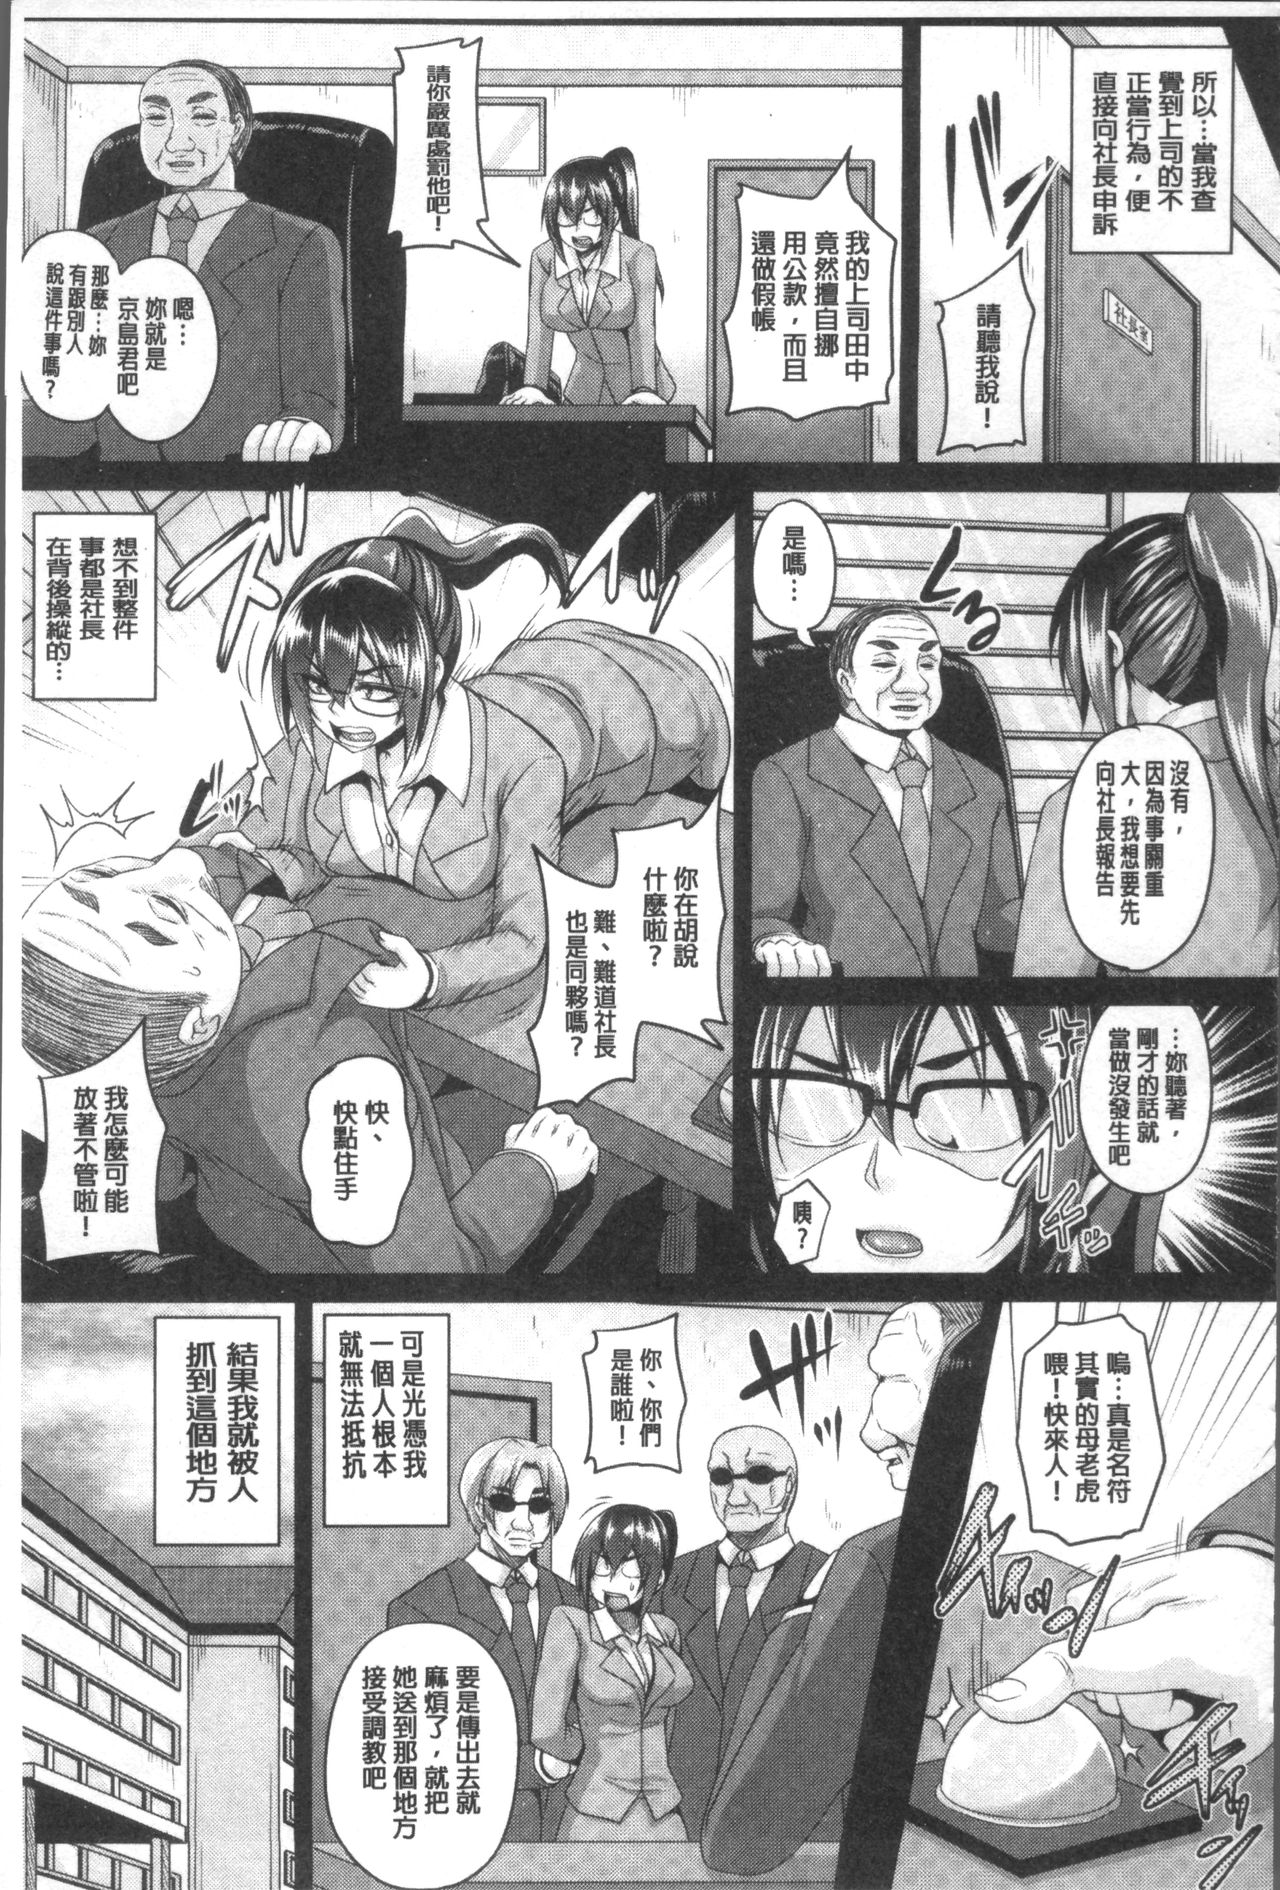 所以…當我查
覺到上司的不
正當行為，便
直接向社長申訴
社長室
請聽我說！
我的上司田中
竟然擅自挪
用公款，而且
還做假帳
請你嚴厲處罰他吧！
嗯…
妳就是
京島君吧
那麼…妳
有跟別人
說這件事嗎？
是嗎…
沒有，
因為事關重
大，我想要先
向社長報告
…妳聽著，
剛才的話就
當做沒發生吧
咦？
想不到整件
事都是社長
在背後操縱的…
你在胡說
什麼啦？
難、難道社長
也是同夥嗎？
快、
快點住手
我怎麼可能
放著不管啦！
嗚…真是名符
其實的母老虎
喂！快來人！
你、你們
是誰啦！
可是光憑我
一個人根本
就無法抵抗
要是傳出去就
麻煩了，就把
她送到那個地方
接受調教吧
結果我就被人
抓到這個地方